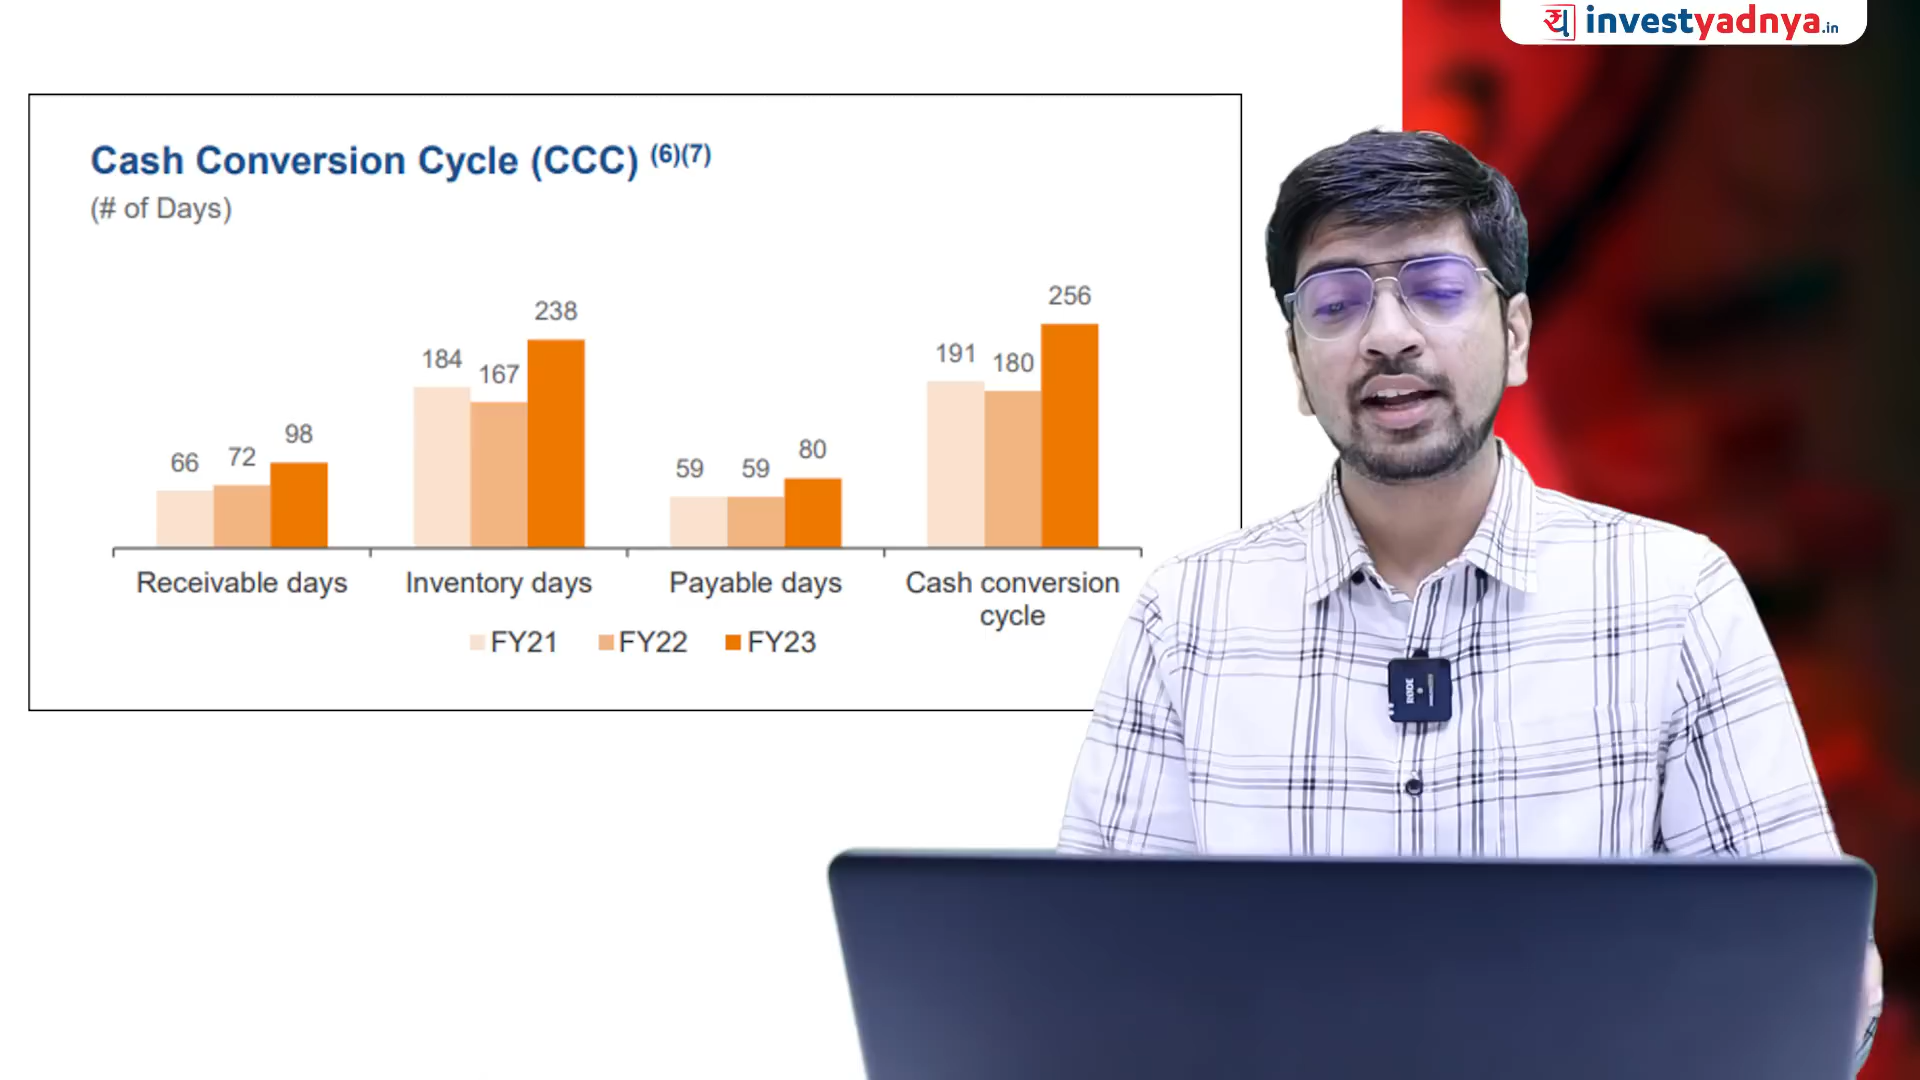 investyadnya.in
Cash Conversion Cycle (CCC) (6)(7)
(# of Days)
66 72 98
184 167 238
59 59 80
191 180 256
Receivable days Inventory days Payable days Cash conversion cycle
FY21 FY22 FY23
RØDE